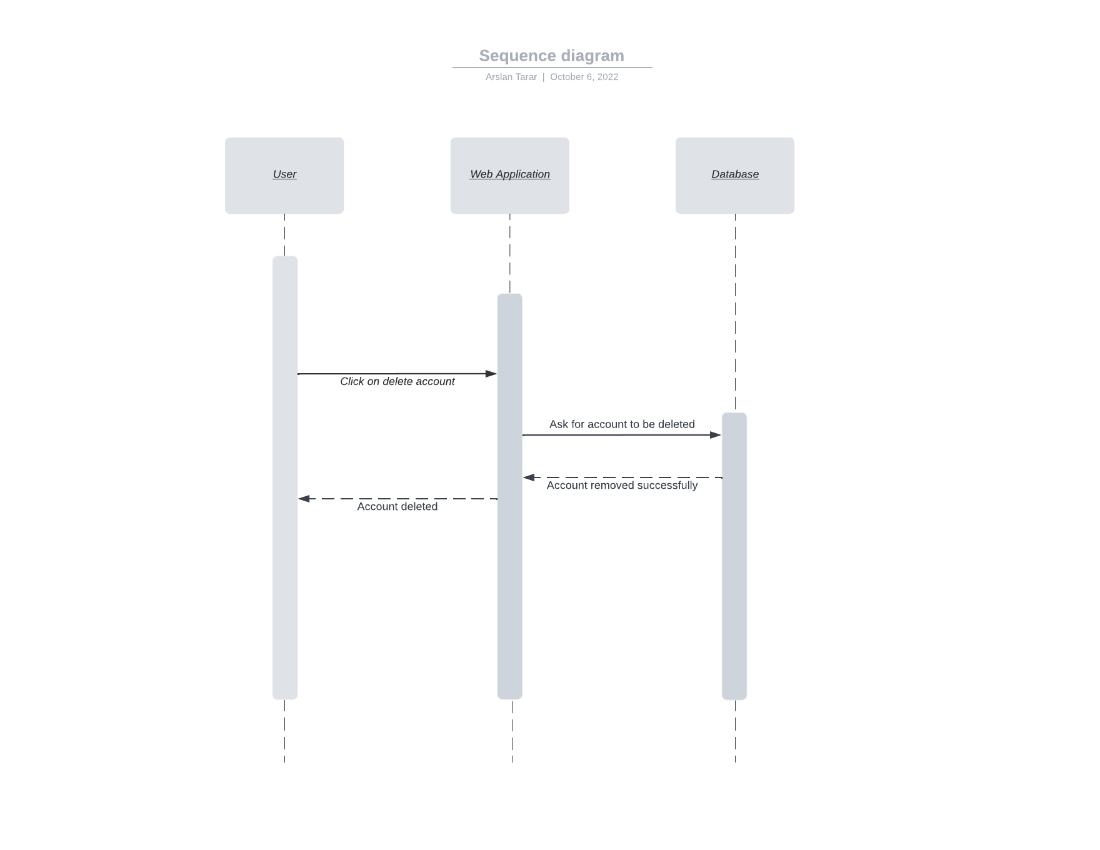 Sequence diagram
Arslan Tarar | October 6, 2022
User
Web Application
Database
Click on delete account
Ask for account to be deleted
Account removed successfully
Account deleted